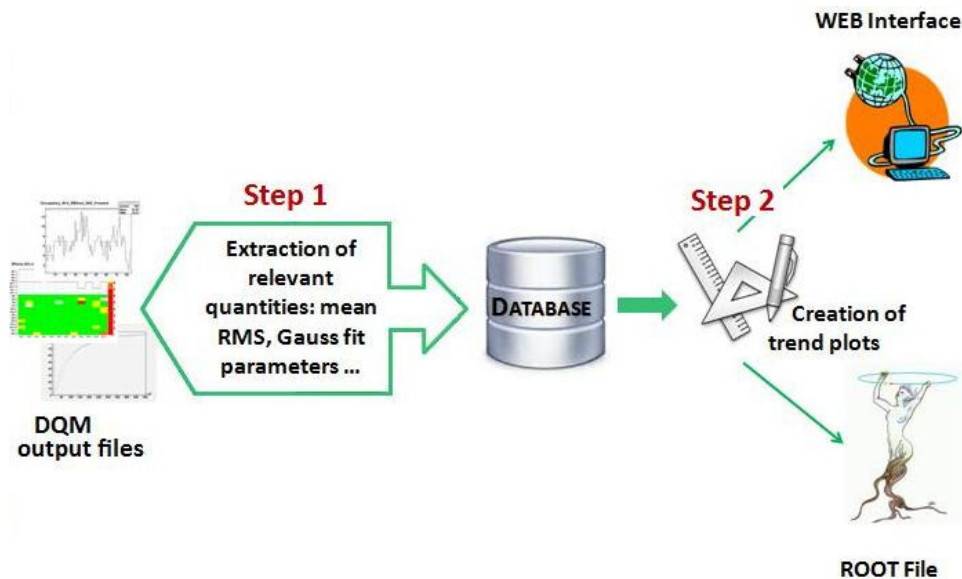 WEB Interface
Step 1
Extraction of
relevant
quantities: mean
RMS, Gauss fit
parameters ...
DQM
output files
DATABASE
Step 2
Creation of
trend plots
ROOT File